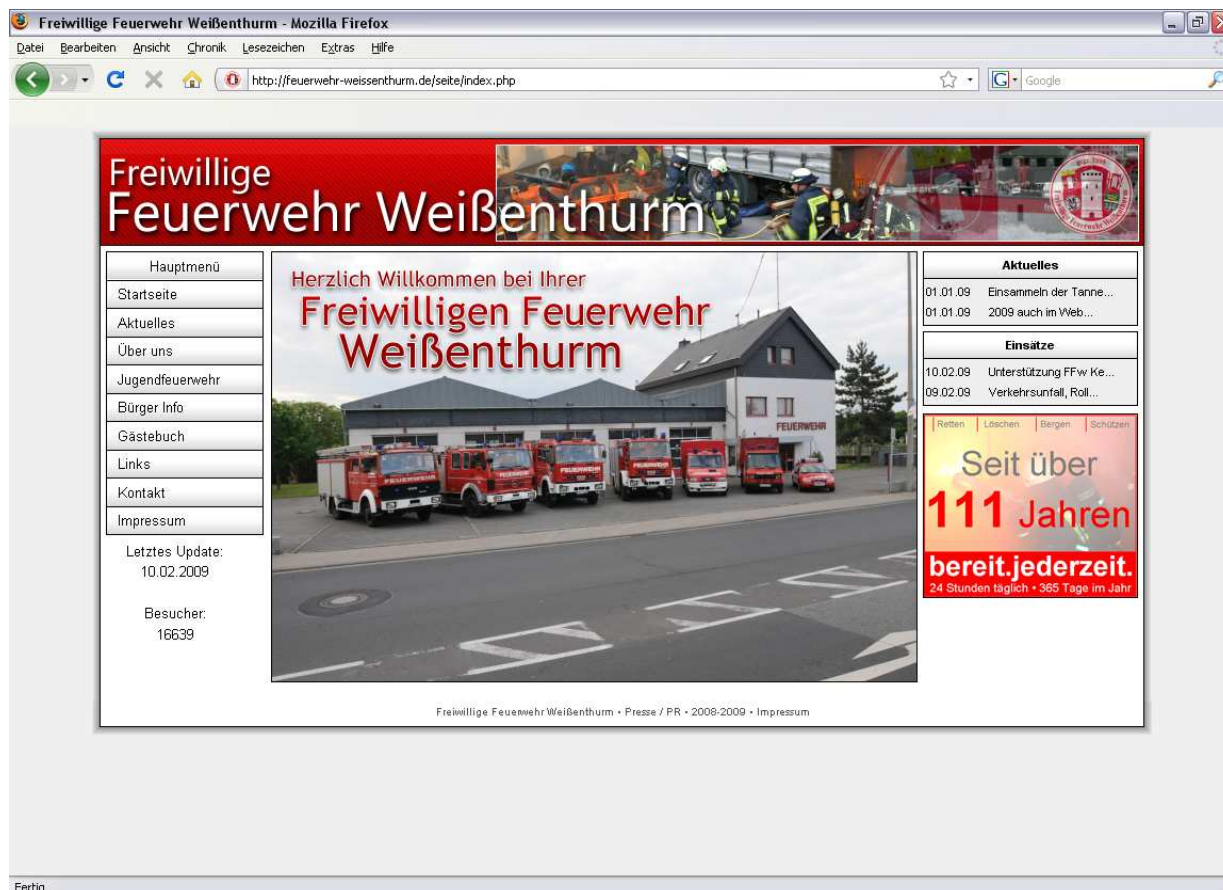 Freiwillige Feuerwehr Weißenthurm - Mozilla Firefox
Datei Bearbeiten Ansicht Chronik Lesezeichen Extras Hilfe
http://feuerwehr-weissenthurm.de/seite/index.php
Google
Freiwillige
Feuerwehr Weißenthurm
Hauptmenü
Startseite
Aktuelles
Über uns
Jugendfeuerwehr
Bürger Info
Gästebuch
Links
Kontakt
Impressum
Letztes Update:
10.02.2009
Besucher:
16639
Herzlich Willkommen bei Ihrer
Freiwilligen Feuerwehr
Weißenthurm
FEUERWEHR
Aktuelles
01.01.09 Einsammeln der Tanne...
01.01.09 2009 auch im Web...
Einsätze
10.02.09 Unterstützung FFw Ke...
09.02.09 Verkehrsunfall, Roll...
Retten Löschen Bergen Schützen
Seit über
111 Jahren
bereit.jederzeit.
24 Stunden täglich • 365 Tage im Jahr
Freiwillige Feuerwehr Weißenthurm • Presse / PR • 2008-2009 • Impressum
Fertig